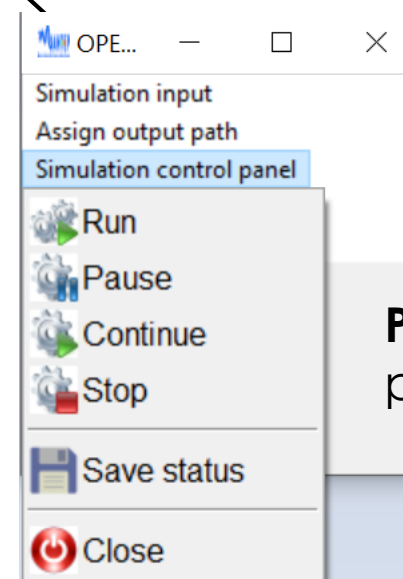 OPE...
Simulation input
Assign output path
Simulation control panel
Run
Pause
Continue
Stop
Save status
Close